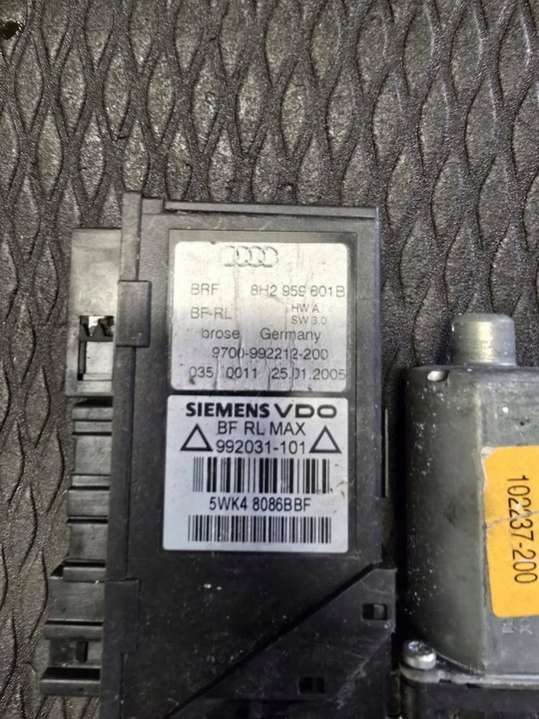 BRF 8H2 959 801B
BF-RL HW A
SW 3.0
brose Germany
9700-992212-200
035 0011 25.01.2005
SIEMENS VDO
BF RL MAX
992031-101
5WK4 8086BBF
102237-200